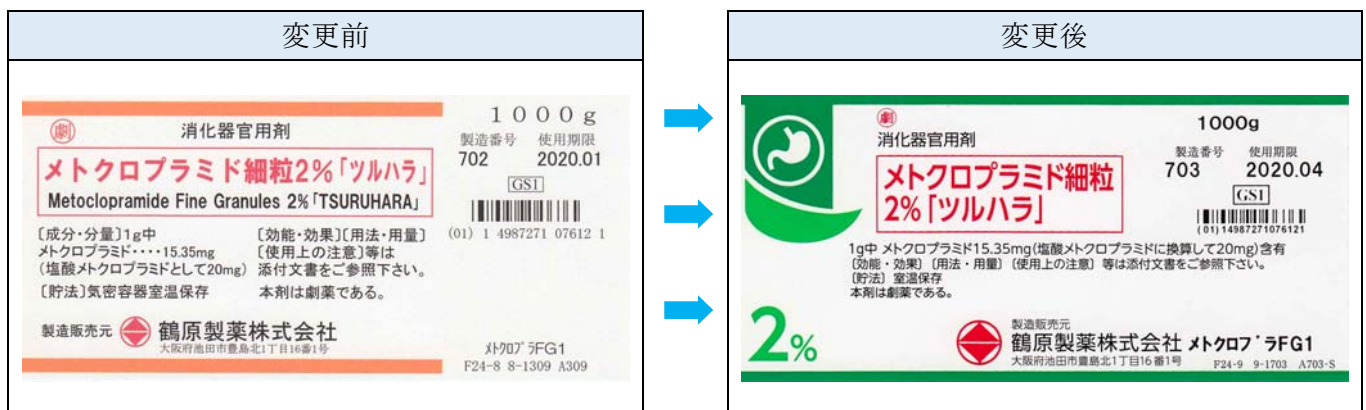 変更前
1000g
劇
消化器官用剤
製造番号 使用期限
702 2020.01
メトクロプラミド細粒2%「ツルハラ」
Metoclopramide Fine Granules 2%「TSURUHARA」
GS1
(01) 1 4987271 07612 1
〔成分・分量〕1g中
メトクロプラミド・・・・15.35mg
(塩酸メトクロプラミドとして20mg)
〔貯法〕気密容器室温保存
〔効能・効果〕〔用法・用量〕
〔使用上の注意〕等は
添付文書をご参照下さい。
本剤は劇薬である。
製造販売元 鶴原製薬株式会社
大阪府池田市豊島北1丁目16番1号
メトクロプラFG1
F24-8 8-1309 A309
変更後
劇
消化器官用剤
1000g
製造番号 使用期限
703 2020.04
メトクロプラミド細粒
2%「ツルハラ」
GS1
(01)14987271076121
1g中 メトクロプラミド15.35mg(塩酸メトクロプラミドに換算して20mg)含有
〔効能・効果〕〔用法・用量〕〔使用上の注意〕等は添付文書をご参照下さい。
〔貯法〕室温保存
本剤は劇薬である。
2%
製造販売元
鶴原製薬株式会社 メトクロプラFG1
大阪府池田市豊島北1丁目16番1号 F24-9 9-1703 A703-S